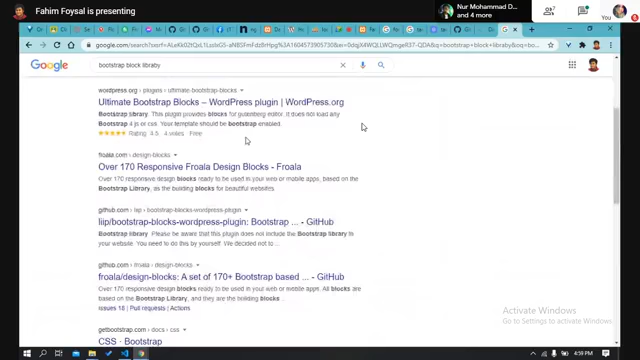 Fahim Foysal is presenting
Nur Mohammad D...
and 4 more
7
google.com/search?
Google
bootstrap block libraby
wordpress.org › plugins › ultimate-bootstrap-blocks
Ultimate Bootstrap Blocks – WordPress plugin | WordPress.org
Bootstrap library. This plugin provides blocks for gutenberg editor. It does not load any
Bootstrap 4 js or css. Your template should be bootstrap enabled.
Rating: 4.5 · 4 votes · Free
froala.com › design-blocks
Over 170 Responsive Froala Design Blocks - Froala
Over 170 responsive design blocks ready to be used in your web or mobile apps, based on the
Bootstrap Library, as the building blocks for beautiful websites.
github.com › liip › bootstrap-blocks-wordpress-plugin
liip/bootstrap-blocks-wordpress-plugin: Bootstrap ... - GitHub
Bootstrap library. Please be aware that this plugin does not include the Bootstrap library in
your website. You need to do this by yourself. We decided not to...
github.com › froala › design-blocks
froala/design-blocks: A set of 170+ Bootstrap based ... - GitHub
Over 170 responsive design blocks ready to be used in your web or mobile apps. All blocks
are based on the Bootstrap Library, and they are the building blocks ...
Issues 18 | Pull requests | Actions
getbootstrap.com › docs › css
CSS · Bootstrap
Activate Windows
Go to Settings to activate Windows.
4:59 PM